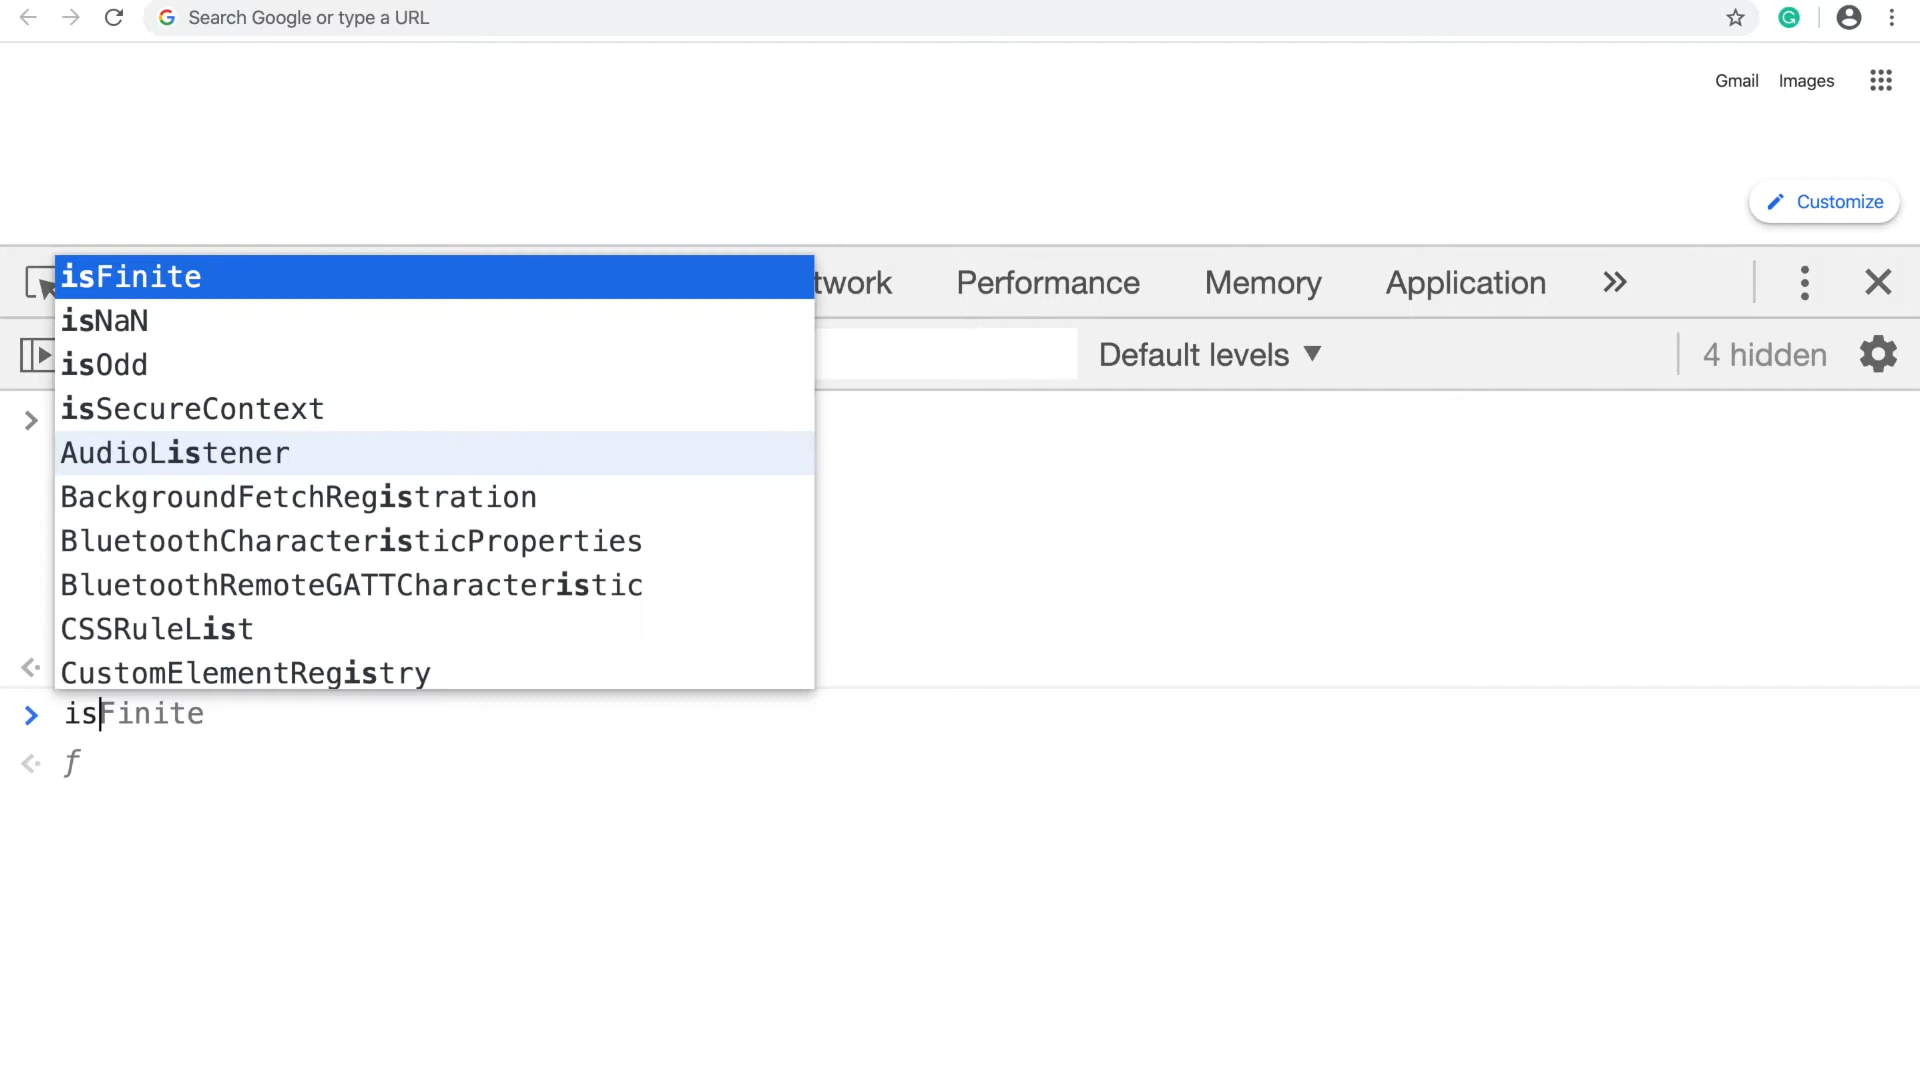 Search Google or type a URL
Gmail Images
Customize
twork Performance Memory Application
Default levels ▼ 4 hidden
isFinite
isNaN
isOdd
isSecureContext
AudioListener
BackgroundFetchRegistration
BluetoothCharacteristicProperties
BluetoothRemoteGATTCharacteristic
CSSRuleList
CustomElementRegistry
isFinite
f